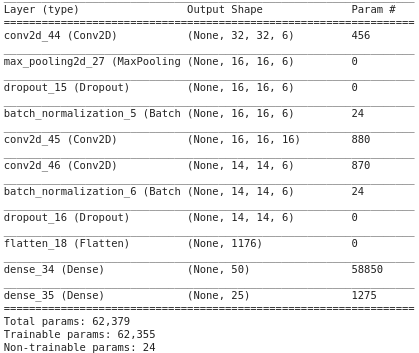 Layer (type) Output Shape Param #
conv2d_44 (Conv2D) (None, 32, 32, 6) 456
max_pooling2d_27 (MaxPooling (None, 16, 16, 6) 0
dropout_15 (Dropout) (None, 16, 16, 6) 0
batch_normalization_5 (Batch (None, 16, 16, 6) 24
conv2d_45 (Conv2D) (None, 16, 16, 16) 880
conv2d_46 (Conv2D) (None, 14, 14, 6) 870
batch_normalization_6 (Batch (None, 14, 14, 6) 24
dropout_16 (Dropout) (None, 14, 14, 6) 0
flatten_18 (Flatten) (None, 1176) 0
dense_34 (Dense) (None, 50) 58850
dense_35 (Dense) (None, 25) 1275
Total params: 62,379
Trainable params: 62,355
Non-trainable params: 24